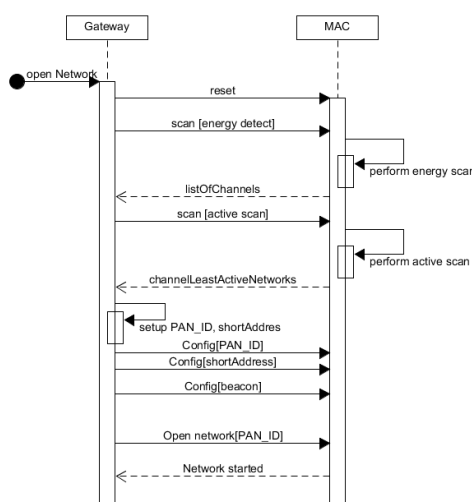 Gateway
MAC
open Network
reset
scan [energy detect]
perform energy scan
listOfChannels
scan [active scan]
perform active scan
channelLeastActiveNetworks
setup PAN_ID, shortAddres
Config[PAN_ID]
Config[shortAddress]
Config[beacon]
Open network[PAN_ID]
Network started